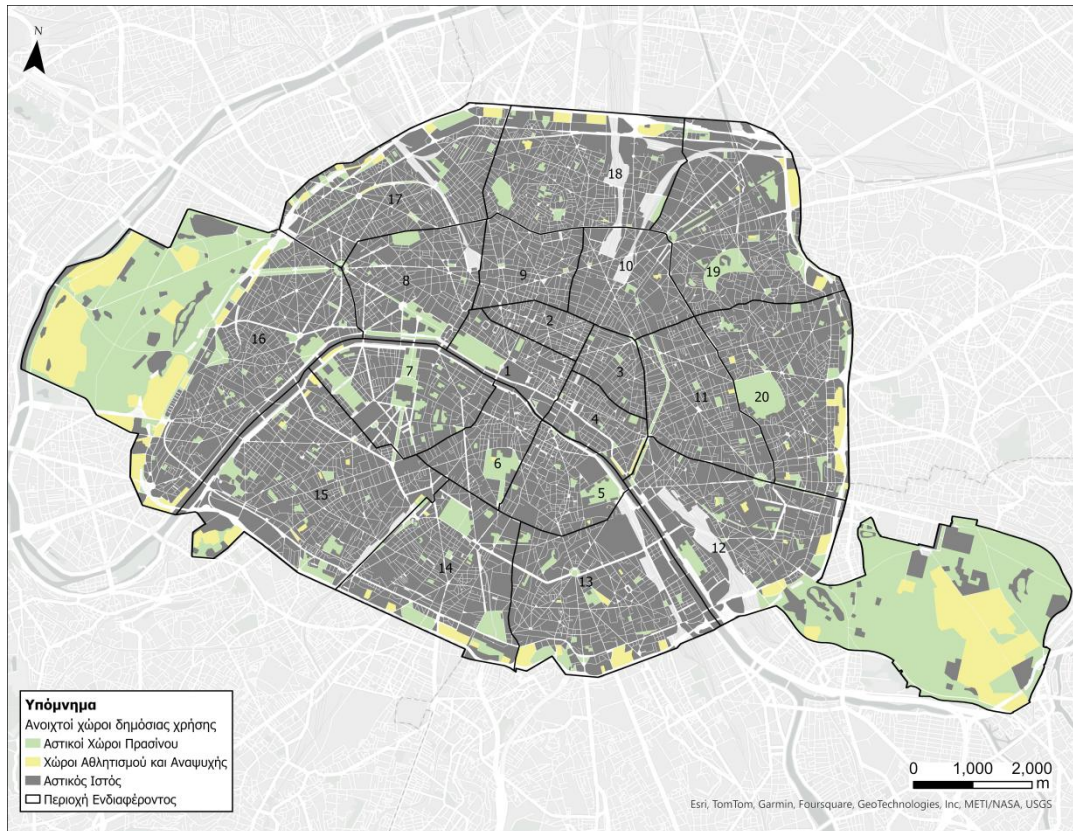 N
18
17
19
10
8
9
2
16
7
1
3
11
20
4
6
5
15
12
14
13
Υπόμνημα
Ανοιχτοί χώροι δημόσιας χρήσης
Αστικοί Χώροι Πρασίνου
Χώροι Αθλητισμού και Αναψυχής
Αστικός Ιστός
Περιοχή Ενδιαφέροντος
0 1,000 2,000
m
Esri, TomTom, Garmin, Foursquare, GeoTechnologies, Inc, METI/NASA, USGS